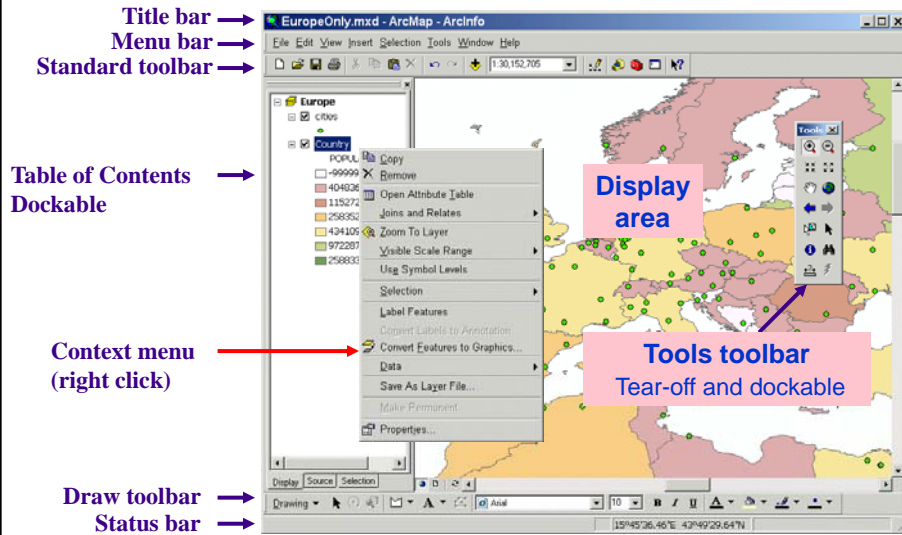 Title bar
EuropeOnly.mxd - ArcMap - ArcInfo
Menu bar
File Edit View Insert Selection Tools Window Help
Standard toolbar
1:30,152,705
Europe
cities
Country
POPUL
-99999
404836
115272
258352
434109
972287
258833
Table of Contents
Dockable
Copy
Remove
Open Attribute Table
Joins and Relates
Zoom To Layer
Visible Scale Range
Use Symbol Levels
Selection
Label Features
Convert Labels to Annotation
Convert Features to Graphics...
Data
Save As Layer File...
Make Permanent
Properties...
Context menu
(right click)
Display
area
Tools
Tools toolbar
Tear-off and dockable
Display Source Selection
Draw toolbar
Drawing A Arial 10 B I U A
Status bar
15°45'36.46"E 43°49'29.64"N